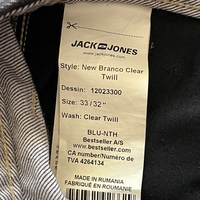 JACK & JONES
www.jackjones.com
Style: New Branco Clear
Twill
Dessin: 12023300
Size: 33/32"
Wash: Clear Twill
BLU-NTH
Bestseller A/S
www.bestseller.com
CA number/Numéro de
TVA 4264134
MADE IN RUMANIA
FABRIQUÉ EN ROUMANIE